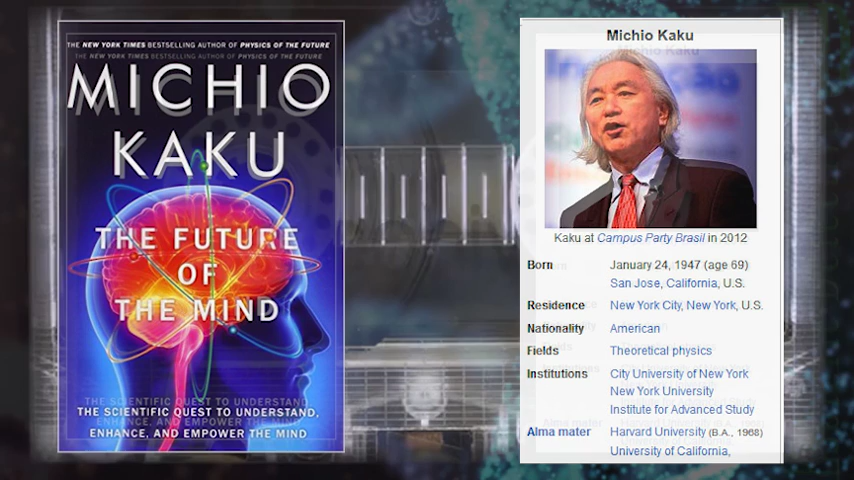 THE NEW YORK TIMES BESTSELLING AUTHOR OF PHYSICS OF THE FUTURE
MICHIO
KAKU
THE FUTURE
OF
THE MIND
THE SCIENTIFIC QUEST TO UNDERSTAND,
ENHANCE, AND EMPOWER THE MIND
Michio Kaku
Kaku at Campus Party Brasil in 2012
Born January 24, 1947 (age 69)
San Jose, California, U.S.
Residence New York City, New York, U.S.
Nationality American
Fields Theoretical physics
Institutions City University of New York
New York University
Institute for Advanced Study
Alma mater Harvard University (B.A., 1968)
University of California,